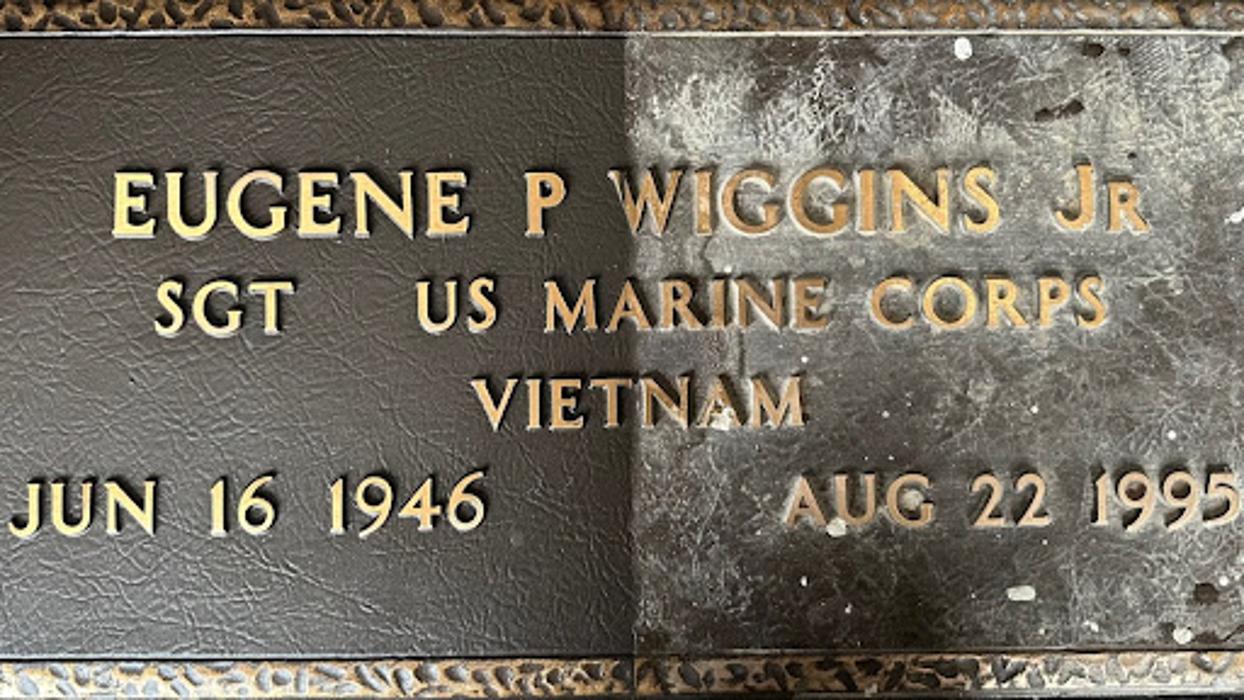 EUGENE P WIGGINS JR
SGT US MARINE CORPS
VIETNAM
JUN 16 1946 AUG 22 1995